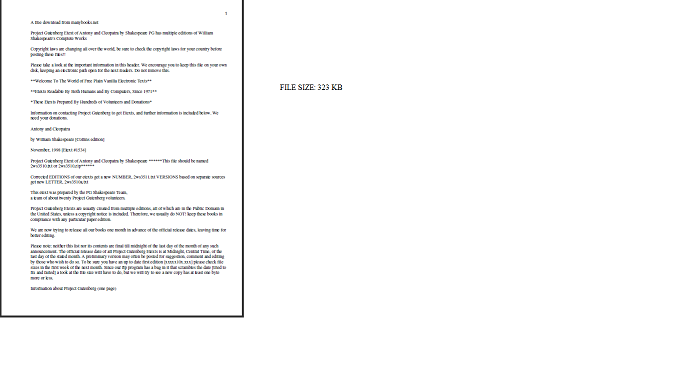 1
A free download from manybooks.net
Project Gutenberg Etext of Antony and Cleopatra by Shakespeare PG has multiple editions of William
Shakespeare's Complete Works
Copyright laws are changing all over the world, be sure to check the copyright laws for your country before
posting these files!!
Please take a look at the important information in this header. We encourage you to keep this file on your own
disk, keeping an electronic path open for the next readers. Do not remove this.
**Welcome To The World of Free Plain Vanilla Electronic Texts**
**Etexts Readable By Both Humans and By Computers, Since 1971**
*These Etexts Prepared By Hundreds of Volunteers and Donations*
Information on contacting Project Gutenberg to get Etexts, and further information is included below. We
need your donations.
Antony and Cleopatra
by William Shakespeare [Collins edition]
November, 1998 [Etext #1534]
Project Gutenberg Etext of Antony and Cleopatra by Shakespeare ******This file should be named
2ws3510.txt or 2ws3510.zip******
Corrected EDITIONS of our etexts get a new NUMBER, 2ws3511.txt VERSIONS based on separate sources
get new LETTER, 2ws3510a.txt
This etext was prepared by the PG Shakespeare Team,
a team of about twenty Project Gutenberg volunteers.
Project Gutenberg Etexts are usually created from multiple editions, all of which are in the Public Domain in
the United States, unless a copyright notice is included. Therefore, we usually do NOT! keep these books in
compliance with any particular paper edition.
We are now trying to release all our books one month in advance of the official release dates, leaving time for
better editing.
Please note: neither this list nor its contents are final till midnight of the last day of the month of any such
announcement. The official release date of all Project Gutenberg Etexts is at Midnight, Central Time, of the
last day of the stated month. A preliminary version may often be posted for suggestion, comment and editing
by those who wish to do so. To be sure you have an up to date first edition [xxxxx10x.xxx] please check file
sizes in the first week of the next month. Since our ftp program has a bug in it that scrambles the date [tried to
fix and failed] a look at the file size will have to do, but we will try to see a new copy has at least one byte
more or less.
Information about Project Gutenberg (one page)
FILE SIZE: 323 KB